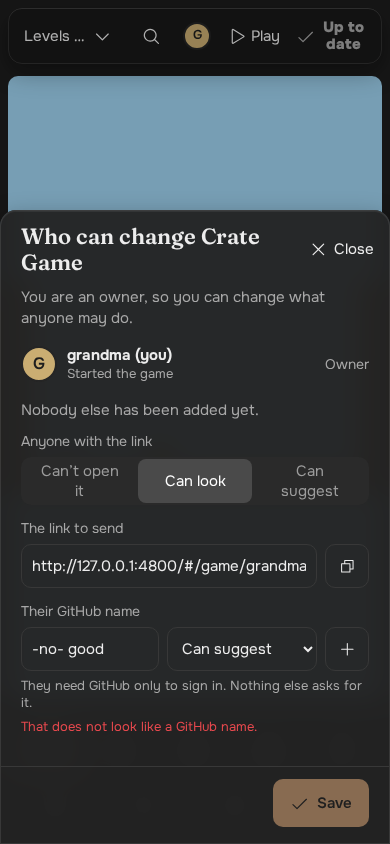 Levels ...
G
Play
Up to
date
Who can change Crate
Game
Close
You are an owner, so you can change what
anyone may do.
G
grandma (you)
Started the game
Owner
Nobody else has been added yet.
Anyone with the link
Can't open
it
Can look
Can
suggest
The link to send
http://127.0.0.1:4800/#/game/grandma
Their GitHub name
-no- good
Can suggest
They need GitHub only to sign in. Nothing else asks for
it.
That does not look like a GitHub name.
Save